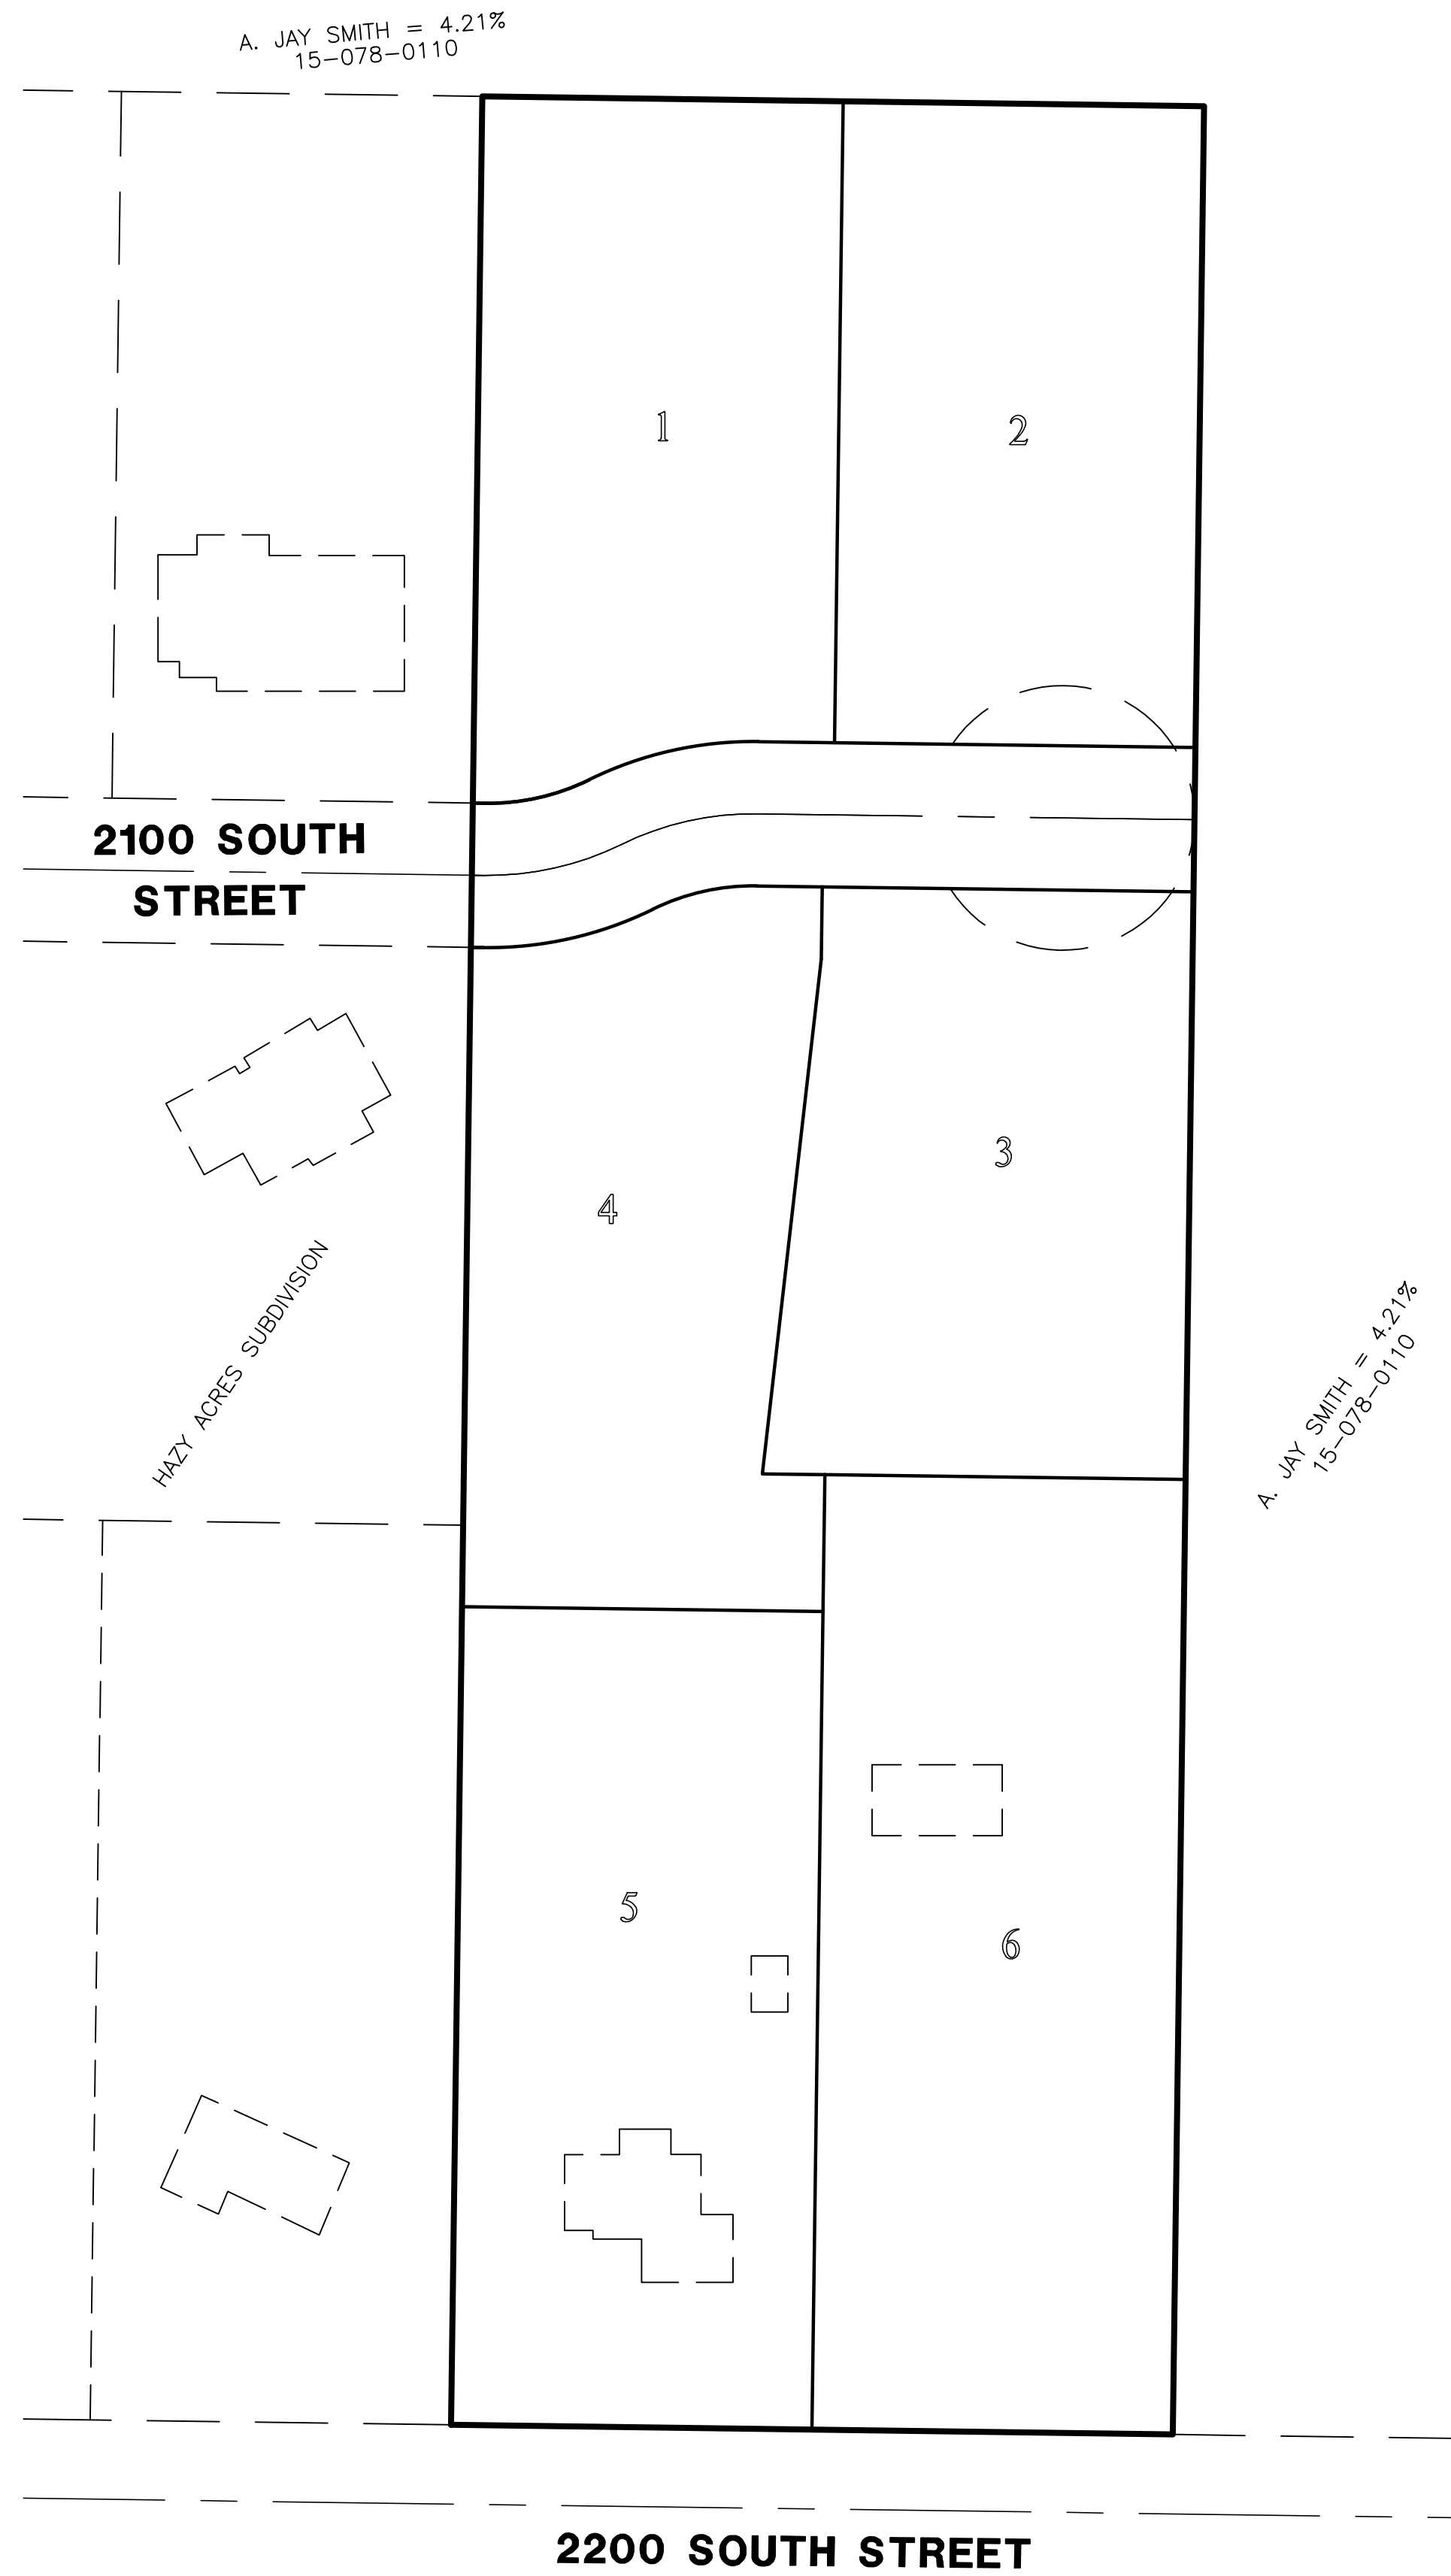 A. JAY SMITH = 4.21%
15-078-0110
1
2
2100 SOUTH
STREET
3
4
HAZY ACRES SUBDIVISION
A. JAY SMITH = 4.21%
15-078-0110
5
6
2200 SOUTH STREET